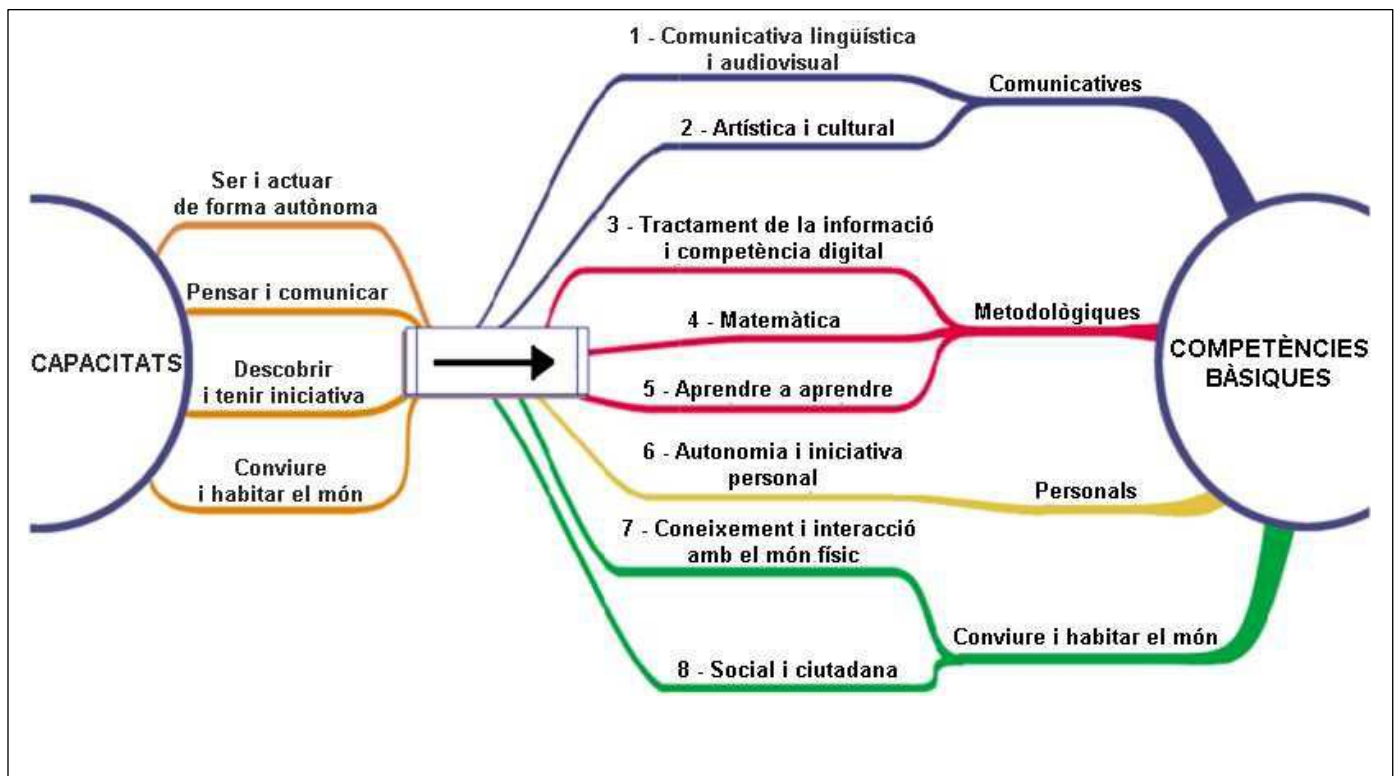 CAPACITATS
Ser i actuar
de forma autònoma
Pensar i comunicar
Descobrir
i tenir iniciativa
Conviure
i habitar el món
1 - Comunicativa lingüística
i audiovisual
2 - Artística i cultural
Comunicatives
3 - Tractament de la informació
i competència digital
4 - Matemàtica
5 - Aprendre a aprendre
Metodològiques
6 - Autonomia i iniciativa
personal
Personals
7 - Coneixement i interacció
amb el món físic
8 - Social i ciutadana
Conviure i habitar el món
COMPETÈNCIES
BÀSIQUES